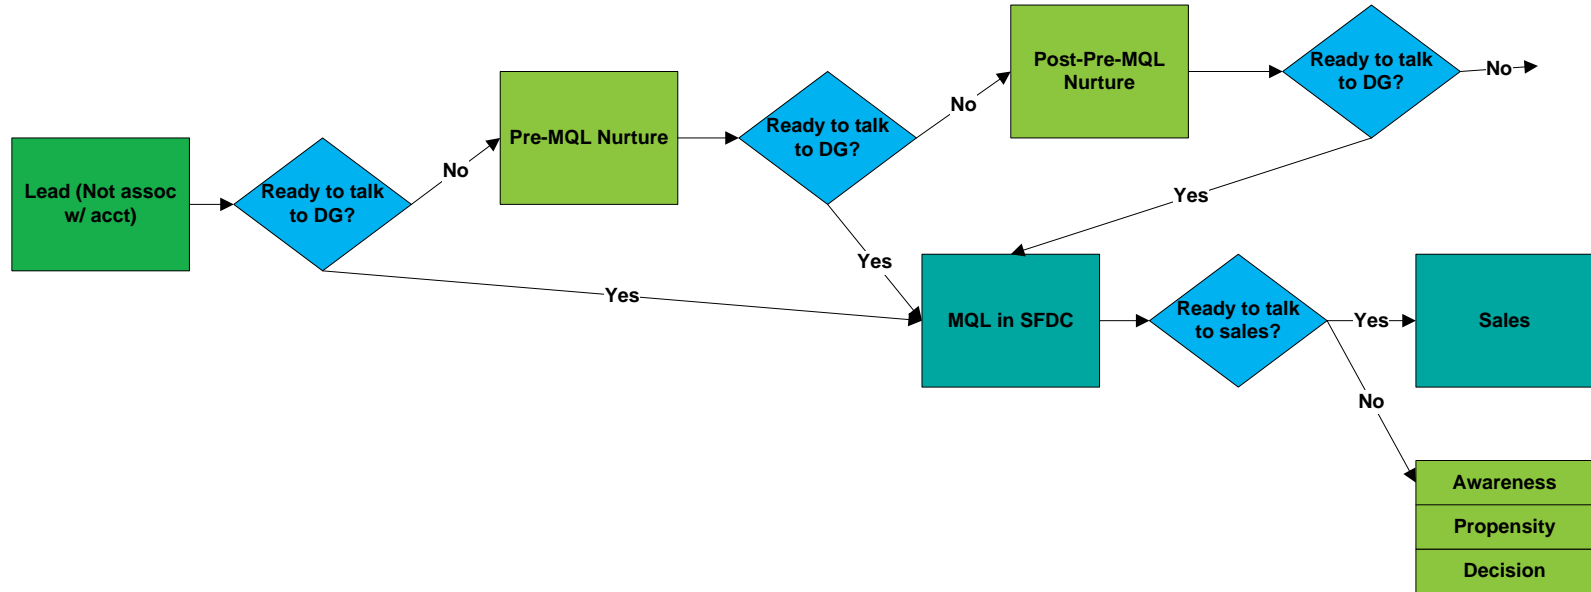 Lead (Not assoc
w/ acct)
Ready to talk
to DG?
No
Pre-MQL Nurture
Ready to talk
to DG?
No
Post-Pre-MQL
Nurture
Ready to talk
to DG?
No
Yes
Yes
Yes
MQL in SFDC
Ready to talk
to sales?
Yes
Sales
No
Awareness
Propensity
Decision